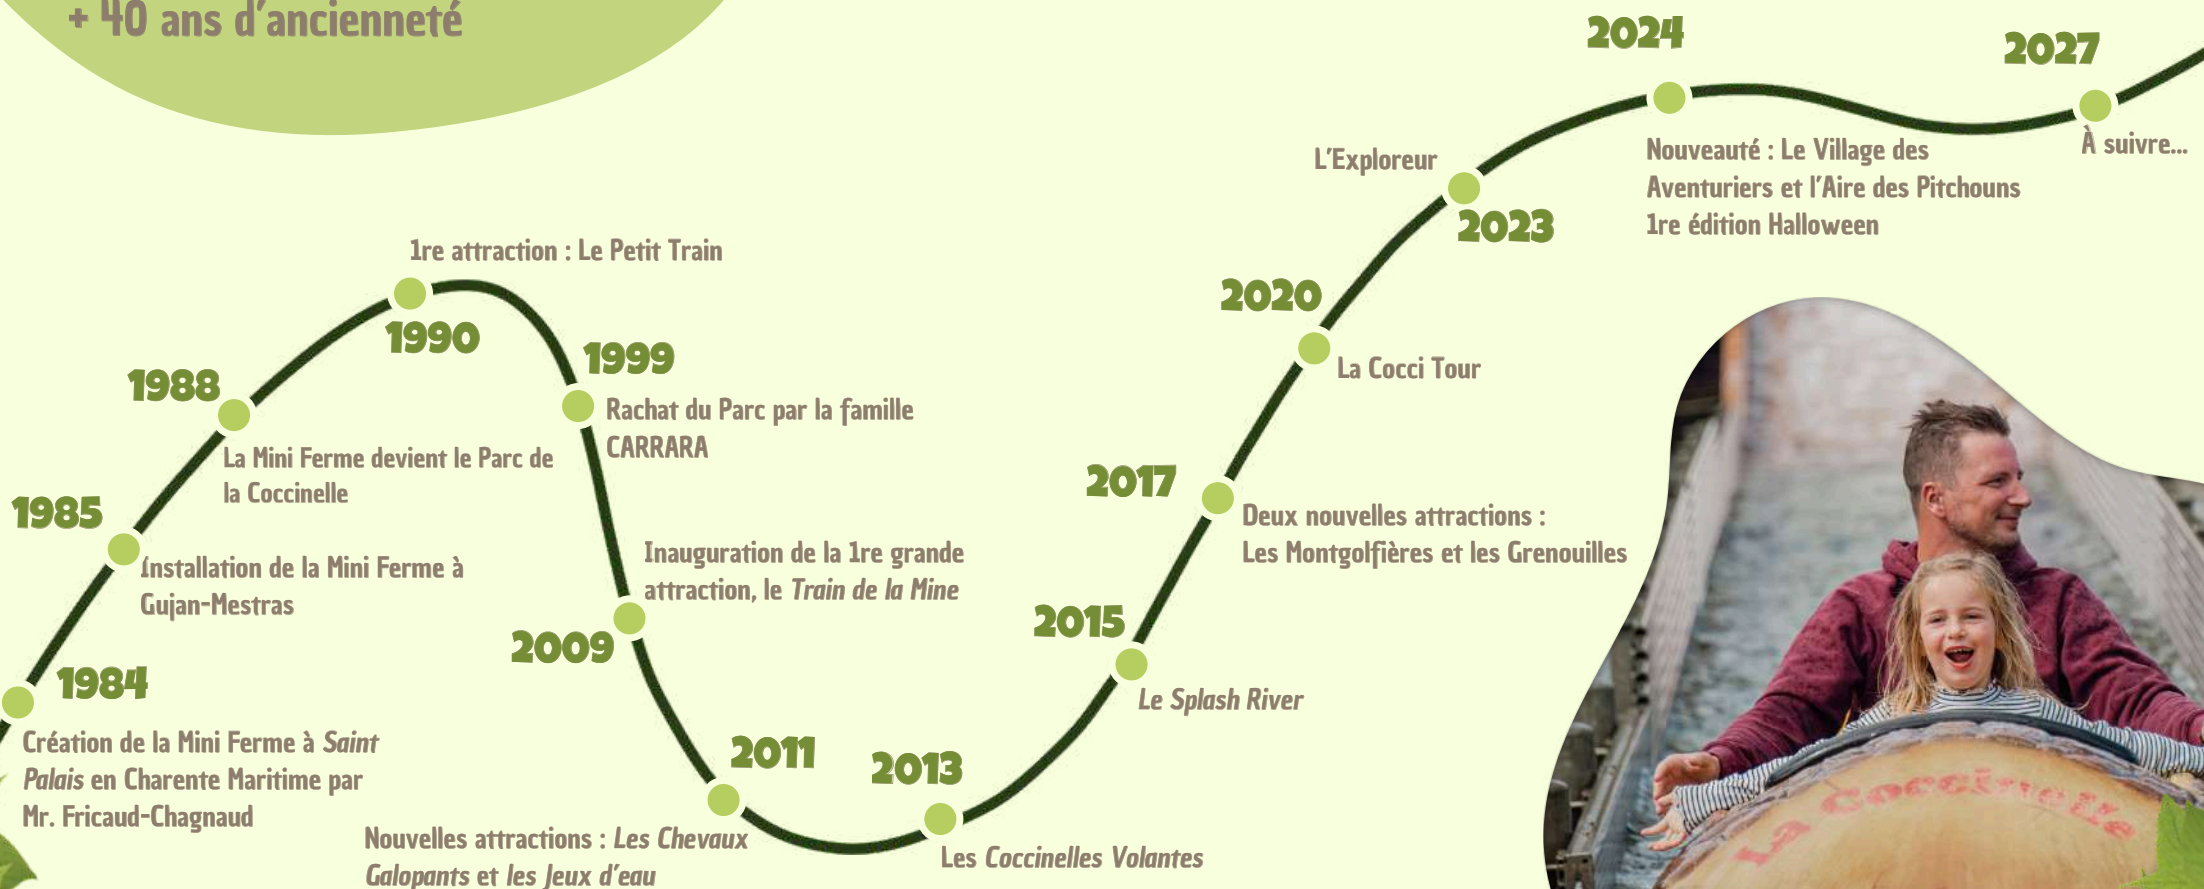 + 40 ans d'ancienneté
1984
Création de la Mini Ferme à Saint
Palais en Charente Maritime par
Mr. Fricaud-Chagnaud
1985
Installation de la Mini Ferme à
Gujan-Mestras
1988
La Mini Ferme devient le Parc de
la Coccinelle
1re attraction : Le Petit Train
1990
1999
Rachat du Parc par la famille
CARRARA
Inauguration de la 1re grande
attraction, le Train de la Mine
2009
2011
Nouvelles attractions : Les Chevaux
Galopants et les Jeux d'eau
2013
Les Coccinelles Volantes
2015
Le Splash River
2017
Deux nouvelles attractions :
Les Montgolfières et les Grenouilles
2020
La Cocci Tour
L'Exploreur
2023
2024
Nouveauté : Le Village des
Aventuriers et l'Aire des Pitchouns
1re édition Halloween
2027
À suivre...
La Coccinelle